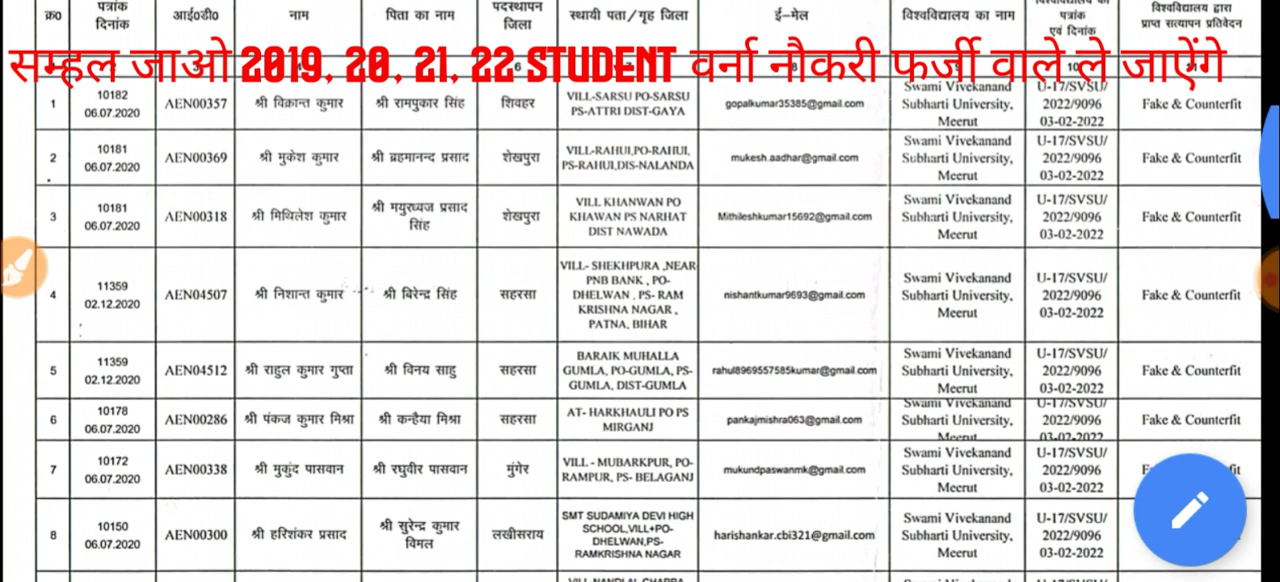 क्र०
पत्रांक
दिनांक
आई0डी0
नाम
पिता का नाम
पदस्थापन
जिला
स्थायी पता/गृह जिला
ई-मेल
विश्वविद्यालय का नाम
पत्रांक
एवं दिनांक
विश्वविद्यालय द्वारा
प्राप्त सत्यापन प्रतिवेदन
सम्हल जाओ 2019, 20, 21, 22 STUDENT वर्ना नौकरी फर्जी वाले ले जाऐंगे
1
10182
06.07.2020
AEN00357
श्री विक्रान्त कुमार
श्री रामपुकार सिंह
शिवहर
VILL-SARSU PO-SARSU
PS-ATTRI DIST-GAYA
gopalkumar35385@gmail.com
Swami Vivekanand
Subharti University,
Meerut
U-17/SVSU/
2022/9096
03-02-2022
Fake & Counterfit
2
10181
06.07.2020
AEN00369
श्री मुकेश कुमार
श्री ब्रहमानन्द प्रसाद
शेखपुरा
VILL-RAHUI,PO-RAHUI,
PS-RAHUI,DIS-NALANDA
mukesh.aadhar@gmail.com
Swami Vivekanand
Subharti University,
Meerut
U-17/SVSU/
2022/9096
03-02-2022
Fake & Counterfit
3
10181
06.07.2020
AEN00318
श्री मिथिलेश कुमार
श्री मयुरध्वज प्रसाद
सिंह
शेखपुरा
VILL KHANWAN PO
KHAWAN PS NARHAT
DIST NAWADA
Mithileshkumar15692@gmail.com
Swami Vivekanand
Subharti University,
Meerut
U-17/SVSU/
2022/9096
03-02-2022
Fake & Counterfit
4
11359
02.12.2020
AEN04507
श्री निशान्त कुमार
श्री बिरेन्द्र सिंह
सहरसा
VILL- SHEKHPURA ,NEAR
PNB BANK , PO-
DHELWAN , PS- RAM
KRISHNA NAGAR ,
PATNA, BIHAR
nishantkumar9693@gmail.com
Swami Vivekanand
Subharti University,
Meerut
U-17/SVSU/
2022/9096
03-02-2022
Fake & Counterfit
5
11359
02.12.2020
AEN04512
श्री राहुल कुमार गुप्ता
श्री विनय साहु
सहरसा
BARAIK MUHALLA
GUMLA, PO-GUMLA, PS-
GUMLA, DIST-GUMLA
rahul8969557585kumar@gmail.com
Swami Vivekanand
Subharti University,
Meerut
U-17/SVSU/
2022/9096
03-02-2022
Fake & Counterfit
6
10178
06.07.2020
AEN00286
श्री पंकज कुमार मिश्रा
श्री कन्हैया मिश्रा
सहरसा
AT- HARKHAULI PO PS
MIRGANJ
pankajmishra063@gmail.com
Swami Vivekanand
Subharti University,
Meerut
U-17/SVSU/
2022/9096
03-02-2022
Fake & Counterfit
7
10172
06.07.2020
AEN00338
श्री मुकुंद पासवान
श्री रघुवीर पासवान
मुंगेर
VILL - MUBARKPUR, PO-
RAMPUR, PS- BELAGANJ
mukundpaswanmk@gmail.com
Swami Vivekanand
Subharti University,
Meerut
U-17/SVSU/
2022/9096
03-02-2022
8
10150
06.07.2020
AEN00300
श्री हरिशंकर प्रसाद
श्री सुरेन्द्र कुमार
विमल
लखीसराय
SMT SUDAMIYA DEVI HIGH
SCHOOL,VILL+PO-
DHELWAN,PS-
RAMKRISHNA NAGAR
harishankar.cbi321@gmail.com
Swami Vivekanand
Subharti University,
Meerut
U-17/SVSU/
2022/9096
03-02-2022